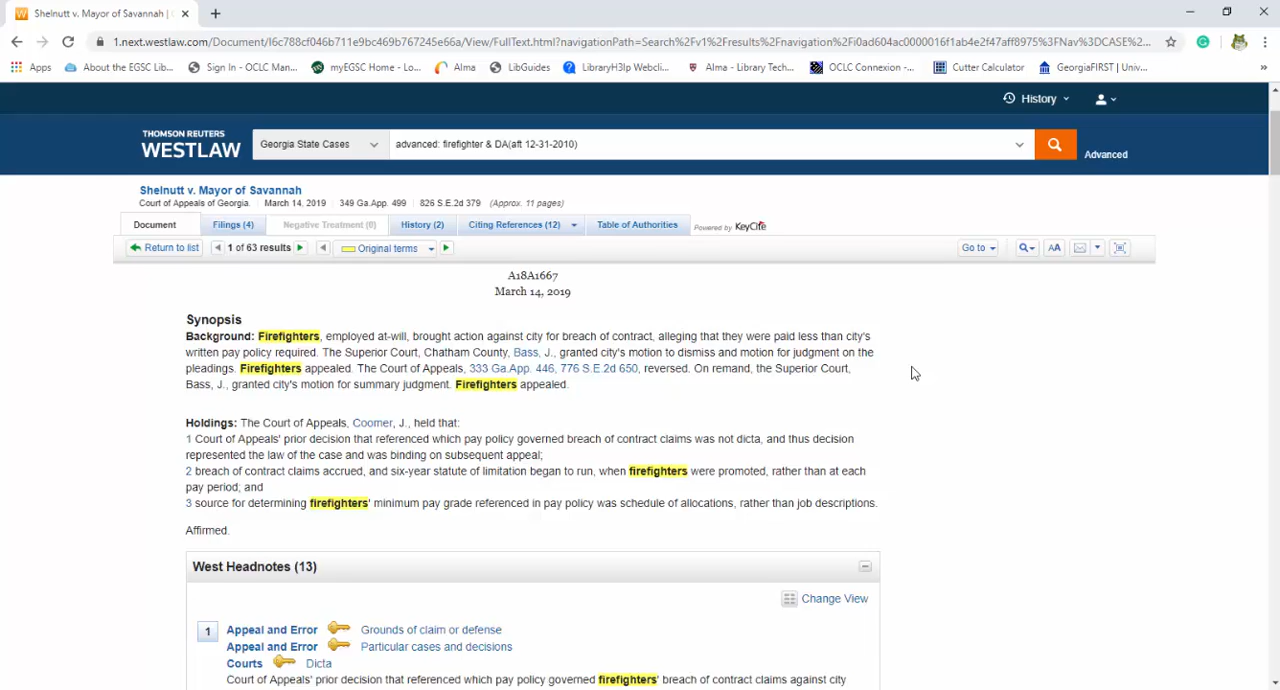 Shelnutt v. Mayor of Savannah |
1.next.westlaw.com/Document/I6c788cf046b711e9bc469b767245e66a/View/FullText.html?navigationPath=Search%2Fv1%2Fresults%2Fnavigation%2Fi0ad604ac0000016f1ab4e2f47aff8975%3FNav%3DCASE%2...
Apps About the EGSC Lib... Sign In - OCLC Man... myEGSC Home - Lo... Alma LibGuides LibraryH3lp Webcli... Alma - Library Tech... OCLC Connexion -... Cutter Calculator GeorgiaFIRST | Univ... »
History
THOMSON REUTERS
WESTLAW
Georgia State Cases advanced: firefighter & DA(aft 12-31-2010) Advanced
Shelnutt v. Mayor of Savannah
Court of Appeals of Georgia. March 14, 2019 349 Ga.App. 499 826 S.E.2d 379 (Approx. 11 pages)
Document Filings (4) Negative Treatment (0) History (2) Citing References (12) Table of Authorities Powered by KeyCite
Return to list 1 of 63 results Original terms Go to AA
A18A1667
March 14, 2019
Synopsis
Background: Firefighters, employed at-will, brought action against city for breach of contract, alleging that they were paid less than city's
written pay policy required. The Superior Court, Chatham County, Bass, J., granted city's motion to dismiss and motion for judgment on the
pleadings. Firefighters appealed. The Court of Appeals, 333 Ga.App. 446, 776 S.E.2d 650, reversed. On remand, the Superior Court,
Bass, J., granted city's motion for summary judgment. Firefighters appealed.
Holdings: The Court of Appeals, Coomer, J., held that:
1 Court of Appeals' prior decision that referenced which pay policy governed breach of contract claims was not dicta, and thus decision
represented the law of the case and was binding on subsequent appeal;
2 breach of contract claims accrued, and six-year statute of limitation began to run, when firefighters were promoted, rather than at each
pay period; and
3 source for determining firefighters' minimum pay grade referenced in pay policy was schedule of allocations, rather than job descriptions.
Affirmed.
West Headnotes (13)
Change View
1 Appeal and Error Grounds of claim or defense
Appeal and Error Particular cases and decisions
Courts Dicta
Court of Appeals' prior decision that referenced which pay policy governed firefighters' breach of contract claims against city